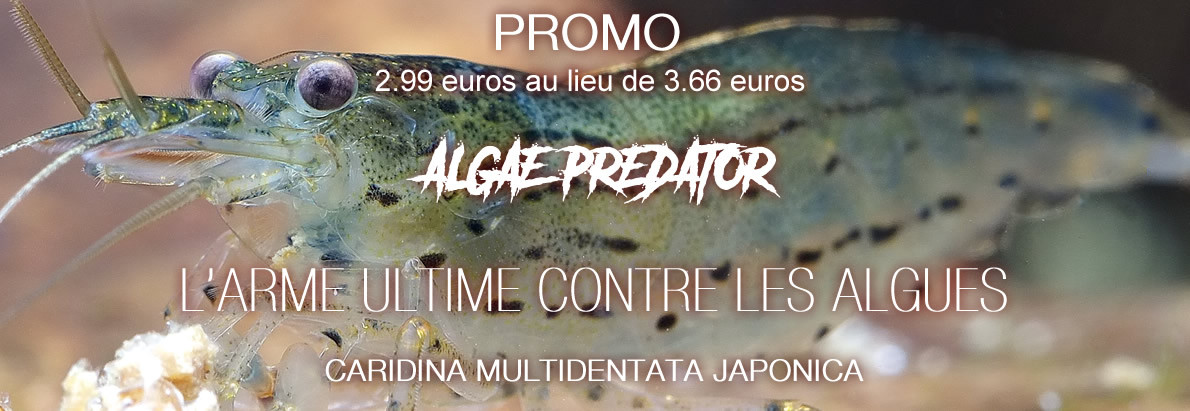 PROMO
2.99 euros au lieu de 3.66 euros
ALGAE PREDATOR
L'ARME ULTIME CONTRE LES ALGUES
CARIDINA MULTIDENTATA JAPONICA